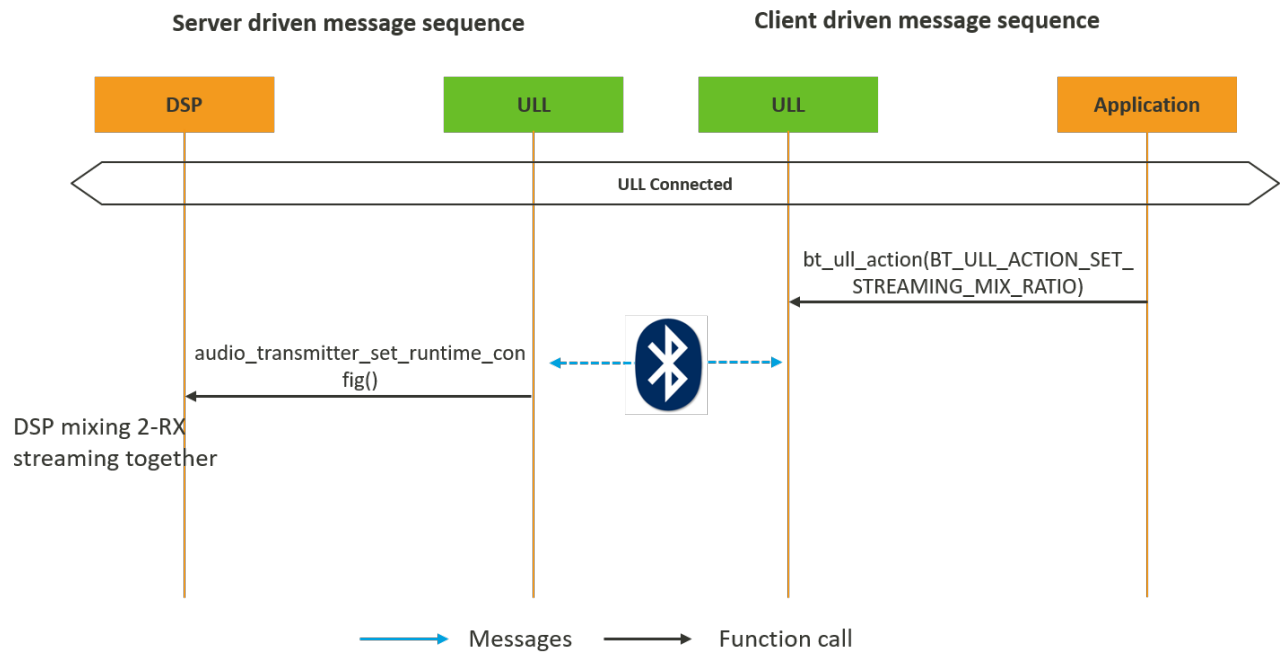 Server driven message sequence
Client driven message sequence
DSP
ULL
ULL
Application
ULL Connected
bt_ull_action(BT_ULL_ACTION_SET_
STREAMING_MIX_RATIO)
audio_transmitter_set_runtime_con
fig()
DSP mixing 2-RX
streaming together
Messages
Function call